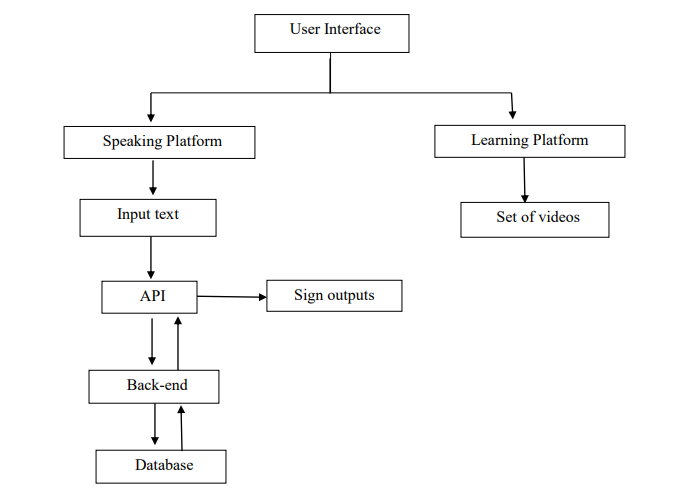 User Interface
Speaking Platform
Learning Platform
Input text
Set of videos
API
Sign outputs
Back-end
Database